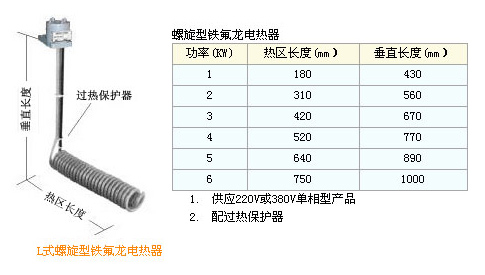 过热保护器
垂直长度
热区长度
L式螺旋型铁氟龙电热器
螺旋型铁氟龙电热器
功率(KW) 热区长度(mm) 垂直长度(mm)
1 180 430
2 310 560
3 420 670
4 520 770
5 640 890
6 750 1000
1. 供应220V或380V单相型产品
2. 配过热保护器